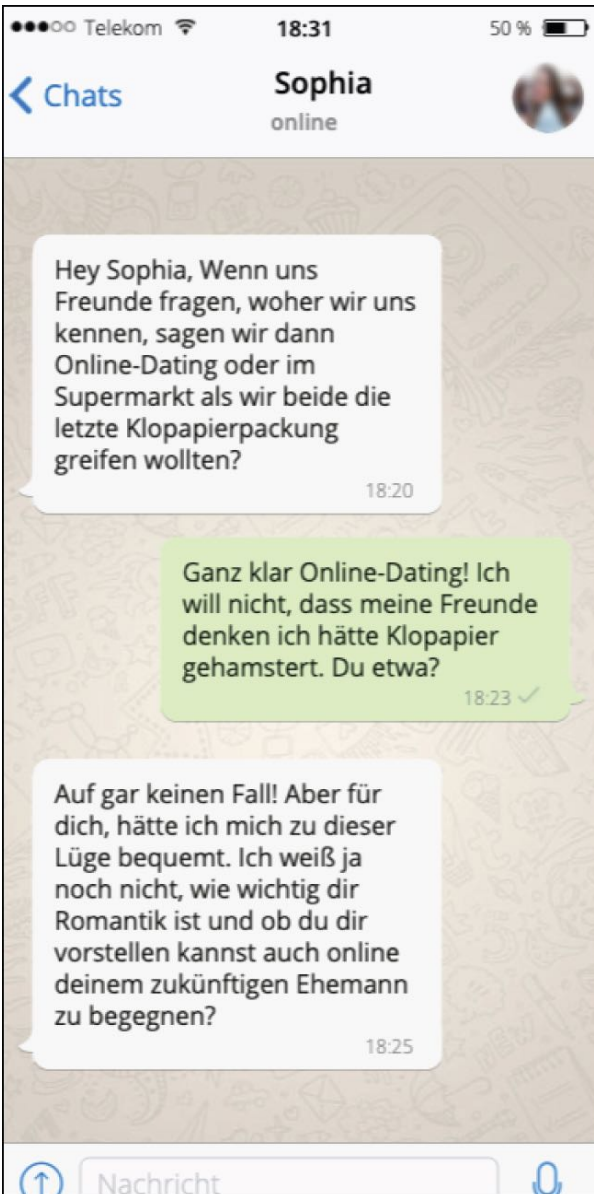 Telekom 18:31 50 %
Chats Sophia
online
Hey Sophia, Wenn uns
Freunde fragen, woher wir uns
kennen, sagen wir dann
Online-Dating oder im
Supermarkt als wir beide die
letzte Klopapierpackung
greifen wollten?
18:20
Ganz klar Online-Dating! Ich
will nicht, dass meine Freunde
denken ich hätte Klopapier
gehamstert. Du etwa?
18:23
Auf gar keinen Fall! Aber für
dich, hätte ich mich zu dieser
Lüge bequemt. Ich weiß ja
noch nicht, wie wichtig dir
Romantik ist und ob du dir
vorstellen kannst auch online
deinem zukünftigen Ehemann
zu begegnen?
18:25
Nachricht